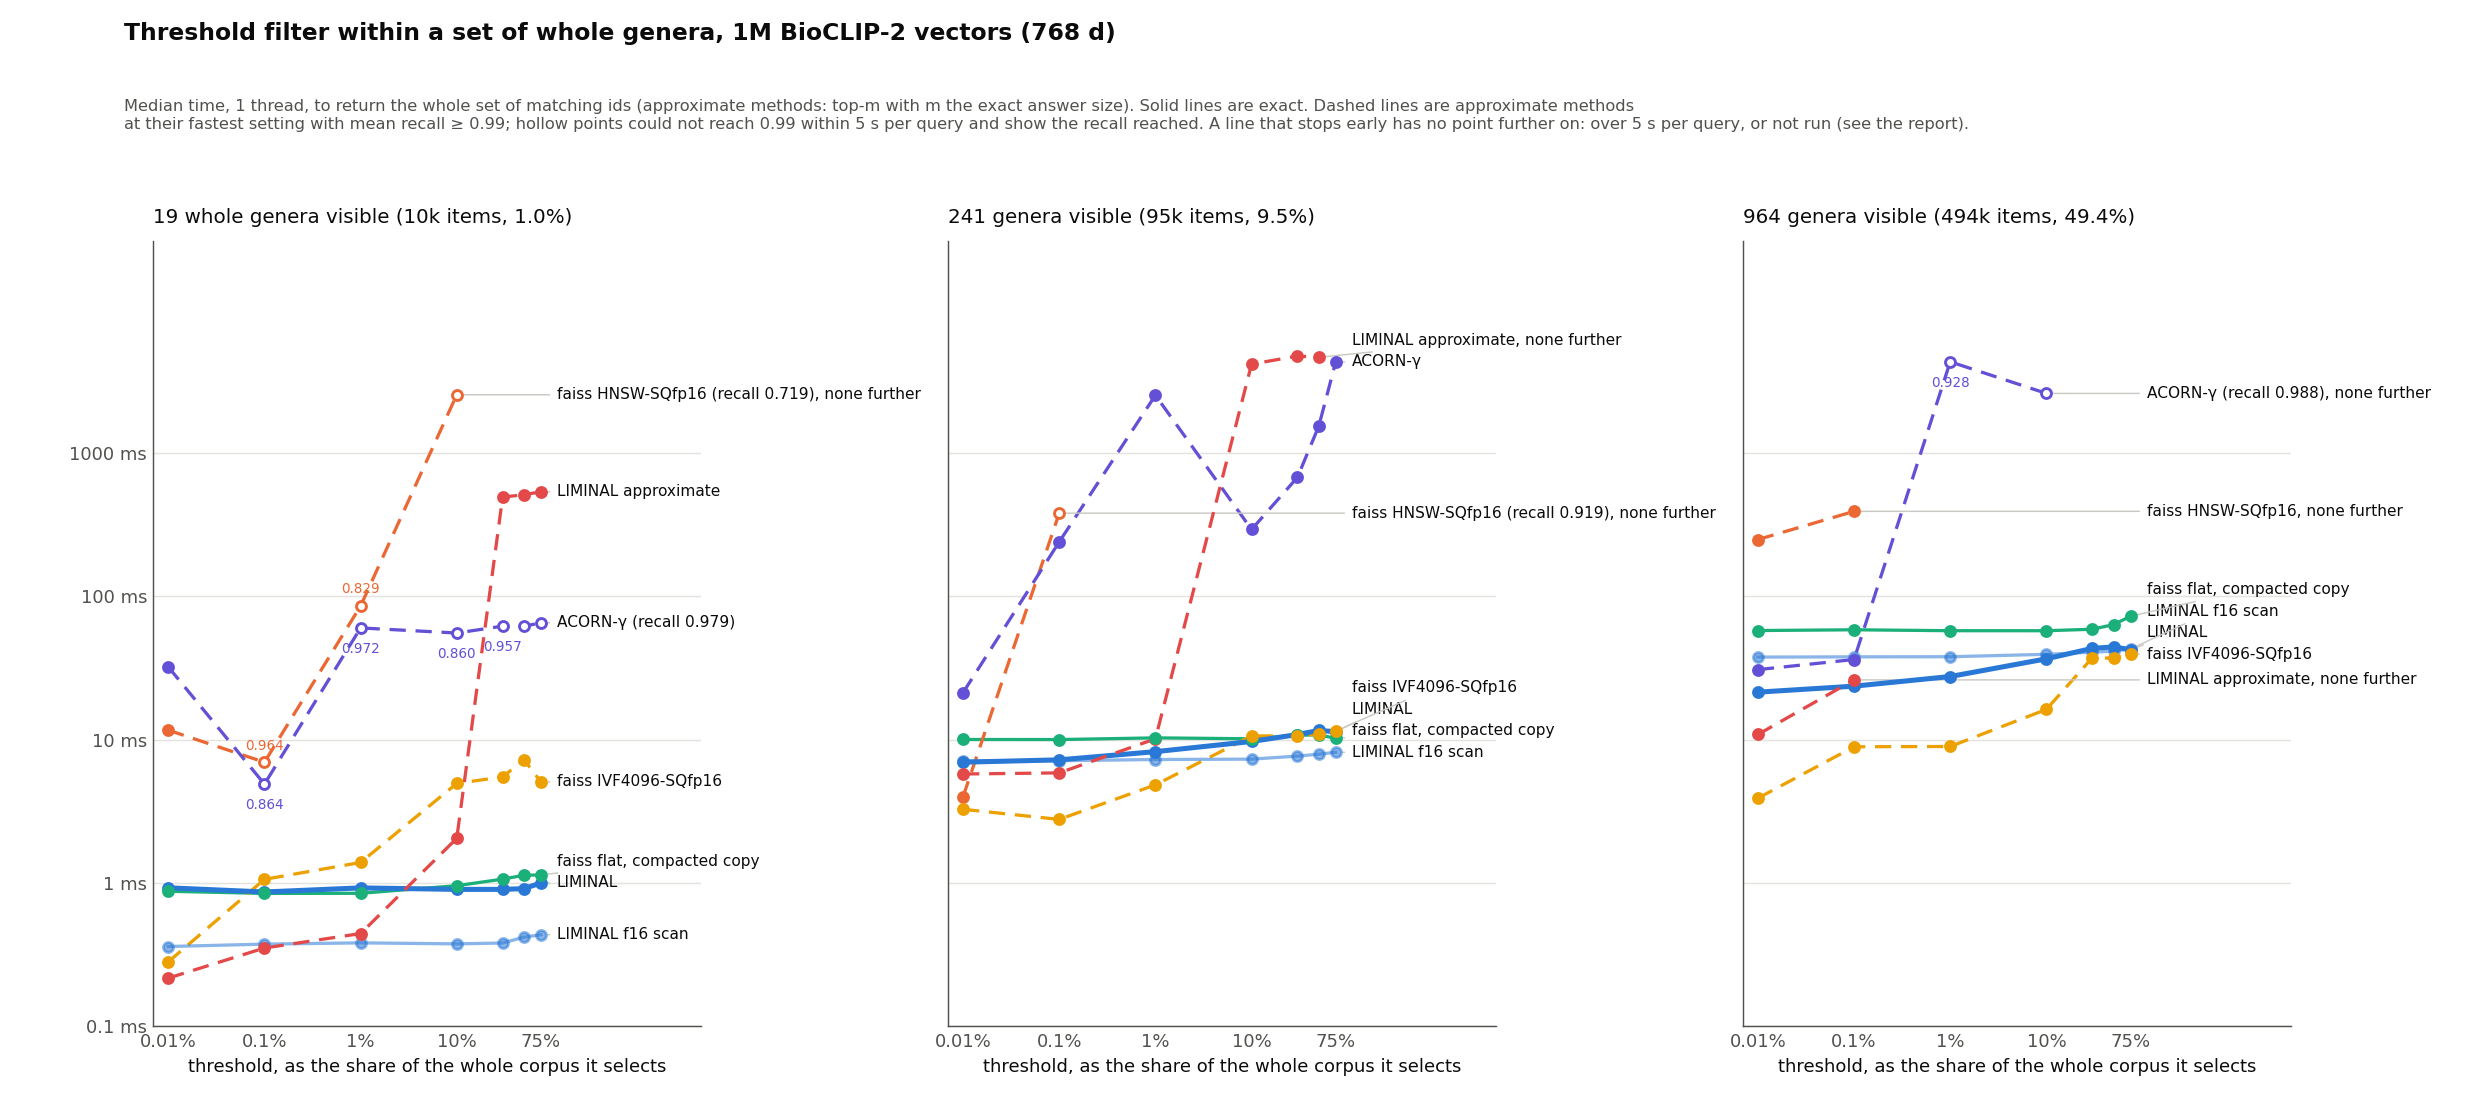 Threshold filter within a set of whole genera, 1M BioCLIP-2 vectors (768 d)
Median time, 1 thread, to return the whole set of matching ids (approximate methods: top-m with m the exact answer size). Solid lines are exact. Dashed lines are approximate methods
at their fastest setting with mean recall ≥ 0.99; hollow points could not reach 0.99 within 5 s per query and show the recall reached. A line that stops early has no point further on: over 5 s per query, or not run (see the report).
19 whole genera visible (10k items, 1.0%)
1000 ms
100 ms
10 ms
1 ms
0.1 ms
faiss HNSW-SQfp16 (recall 0.719), none further
LIMINAL approximate
0.829
ACORN-γ (recall 0.979)
0.972
0.860
0.957
0.964
0.864
faiss IVF4096-SQfp16
faiss flat, compacted copy
LIMINAL
LIMINAL f16 scan
0.01%
0.1%
1%
10%
75%
threshold, as the share of the whole corpus it selects
241 genera visible (95k items, 9.5%)
LIMINAL approximate, none further
ACORN-γ
faiss HNSW-SQfp16 (recall 0.919), none further
faiss IVF4096-SQfp16
LIMINAL
faiss flat, compacted copy
LIMINAL f16 scan
0.01%
0.1%
1%
10%
75%
threshold, as the share of the whole corpus it selects
964 genera visible (494k items, 49.4%)
0.928
ACORN-γ (recall 0.988), none further
faiss HNSW-SQfp16, none further
faiss flat, compacted copy
LIMINAL f16 scan
LIMINAL
faiss IVF4096-SQfp16
LIMINAL approximate, none further
0.01%
0.1%
1%
10%
75%
threshold, as the share of the whole corpus it selects